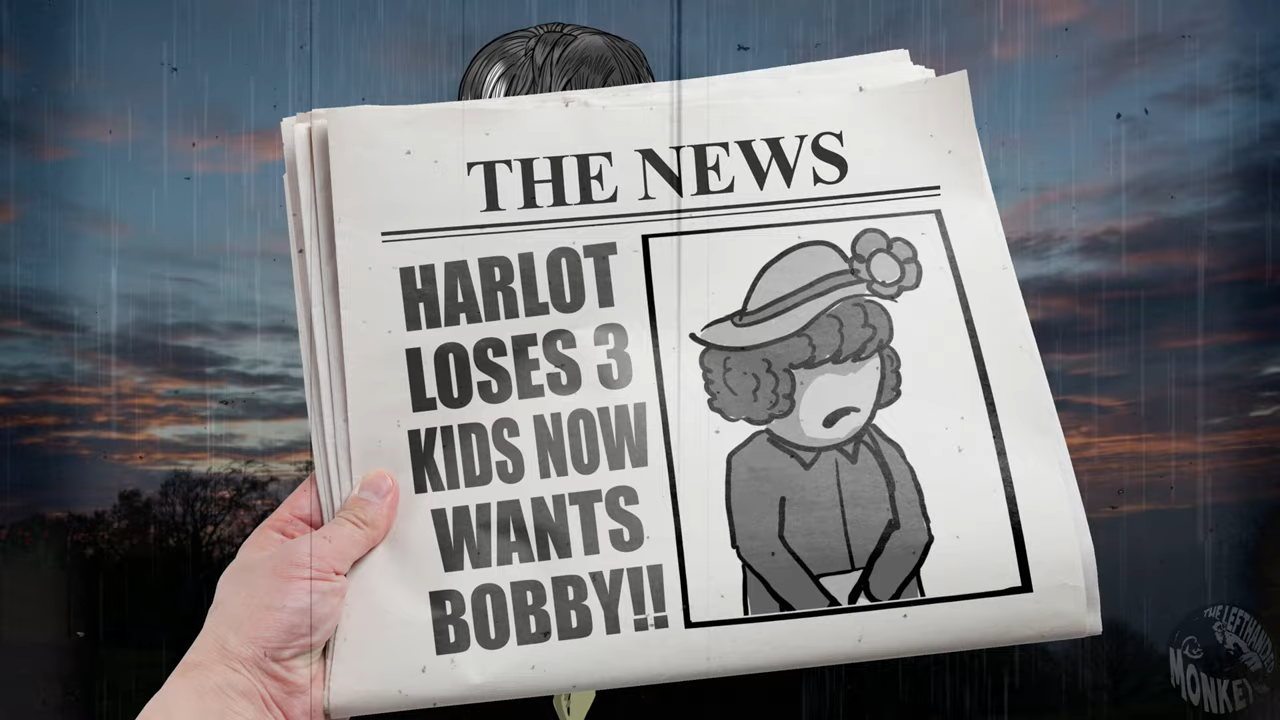 THE NEWS
HARLOT
LOSES 3
KIDS NOW
WANTS
BOBBY!!
THE LEFTHANDED
MONKEY